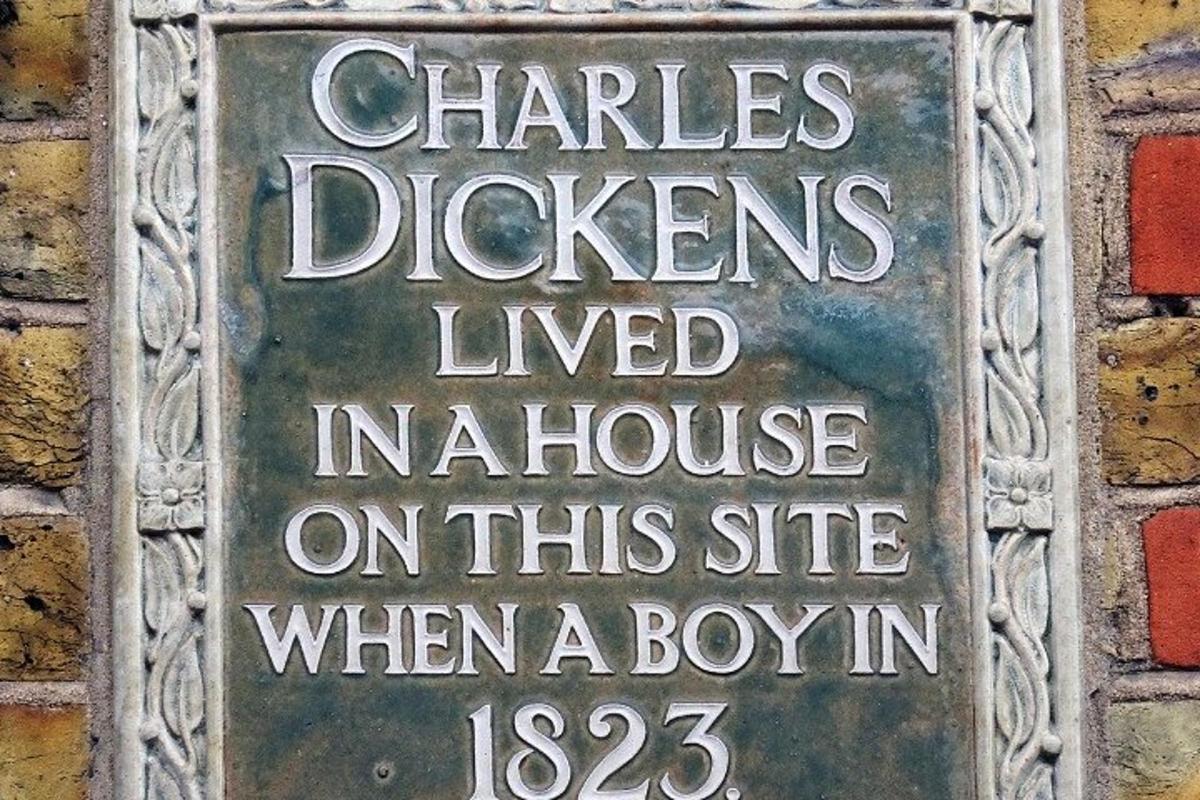 CHARLES
DICKENS
LIVED
IN A HOUSE
ON THIS SITE
WHEN A BOY IN
1823.